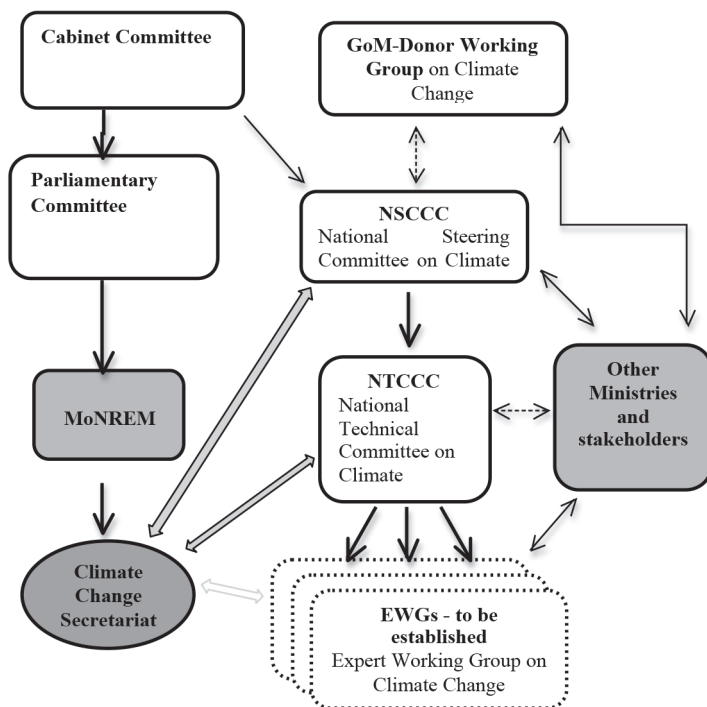 Cabinet Committee
GoM-Donor Working
Group on Climate
Change
Parliamentary
Committee
NSCCC
National Steering
Committee on Climate
MoNREM
NTCCC
National
Technical
Committee on
Climate
Other
Ministries
and
stakeholders
Climate
Change
Secretariat
EWGs - to be
established
Expert Working Group on
Climate Change